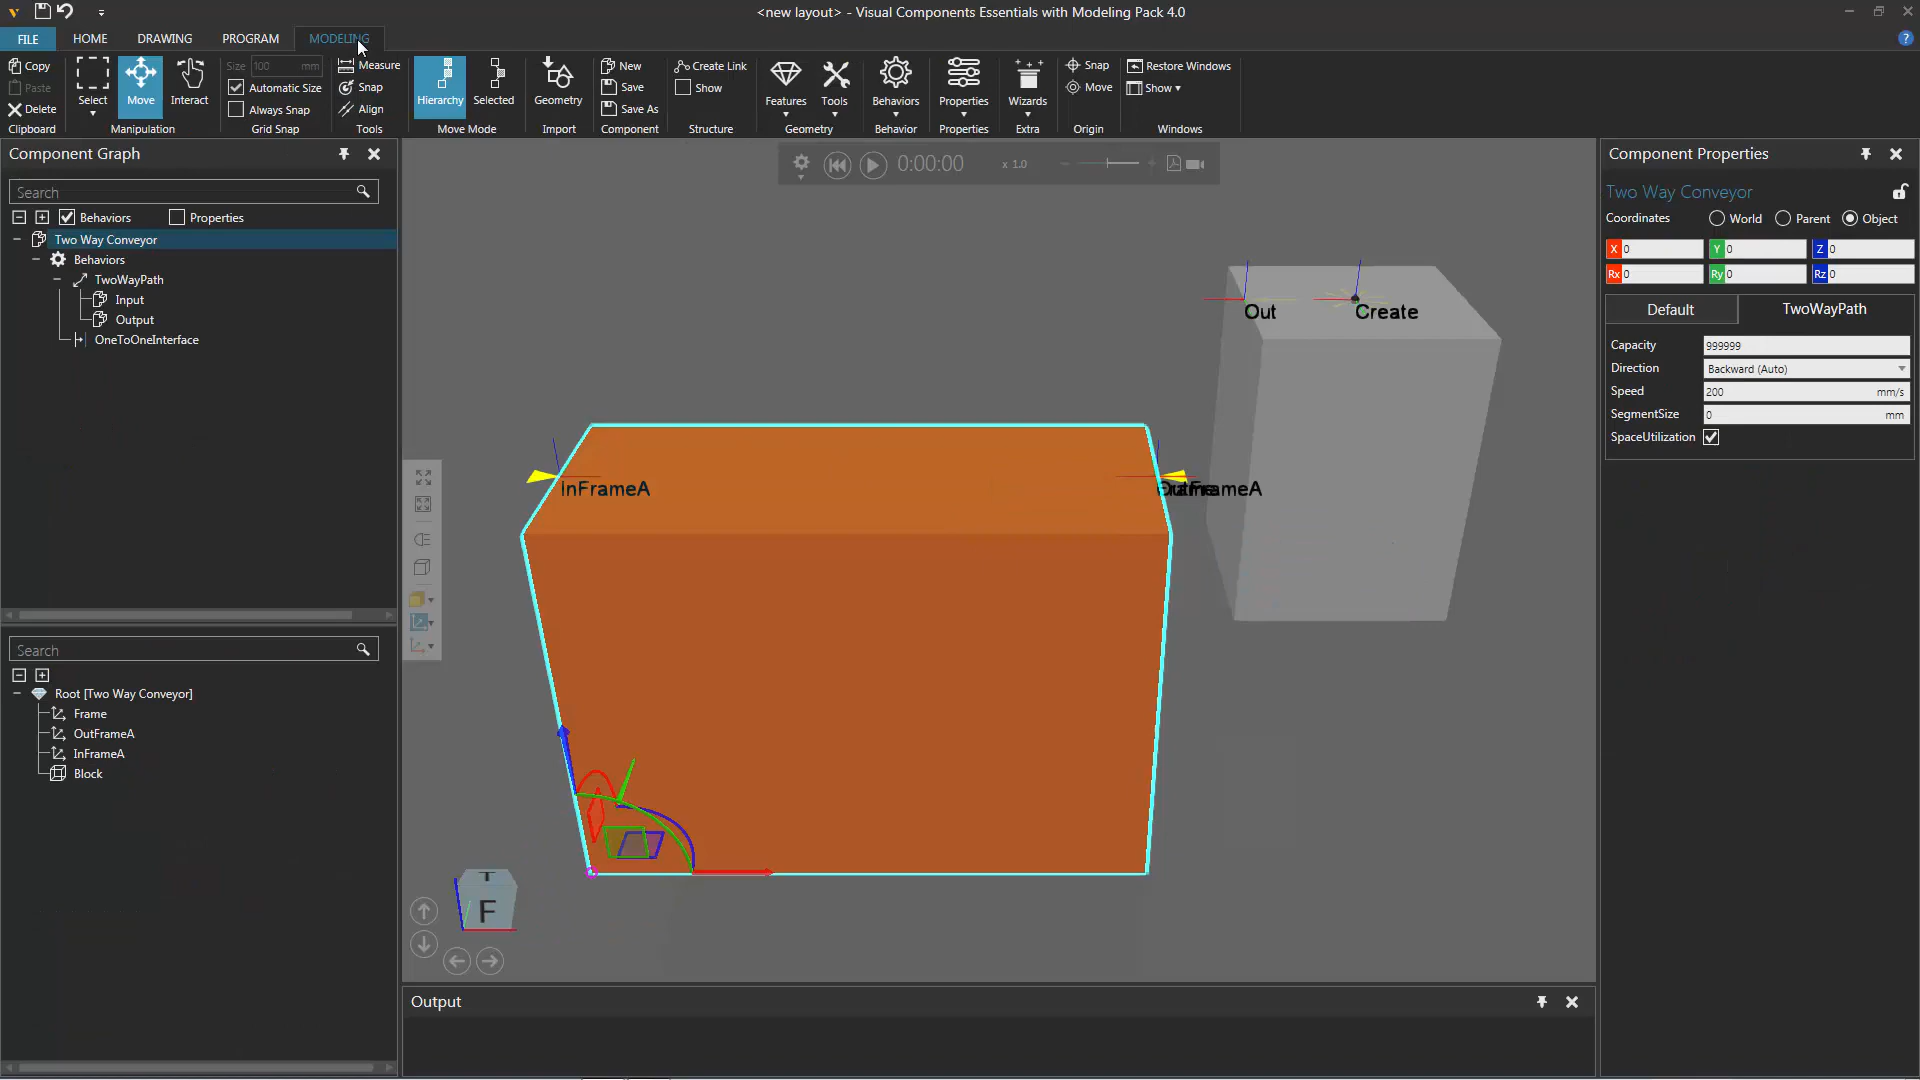 <new layout> - Visual Components Essentials with Modeling Pack 4.0
FILE HOME DRAWING PROGRAM MODELING
?
Copy
Paste
Delete
Clipboard
Select
Move
Interact
Manipulation
Size 100 mm
Automatic Size
Always Snap
Grid Snap
Measure
Snap
Align
Tools
Hierarchy
Selected
Move Mode
Geometry
Import
New
Save
Save As
Component
Create Link
Show
Structure
Features
Tools
Geometry
Behaviors
Behavior
Properties
Properties
Wizards
Extra
Snap
Move
Origin
Restore Windows
Show
Windows
Component Graph
Search
Behaviors Properties
Two Way Conveyor
Behaviors
TwoWayPath
Input
Output
OneToOneInterface
Search
Root [Two Way Conveyor]
Frame
OutFrameA
InFrameA
Block
0:00:00 x 1.0
Out
Create
InFrameA
T
F
Output
Component Properties
Two Way Conveyor
Coordinates World Parent Object
X 0 Y 0 Z 0
Rx 0 Ry 0 Rz 0
Default TwoWayPath
Capacity 999999
Direction Backward (Auto)
Speed 200 mm/s
SegmentSize 0 mm
SpaceUtilization